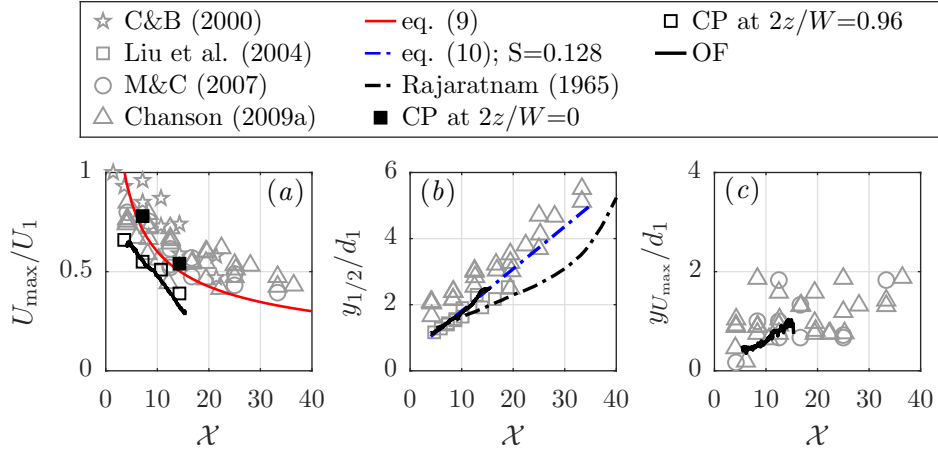 C&B (2000) eq. (9) CP at 2z/W=0.96
Liu et al. (2004) eq. (10); S=0.128 OF
M&C (2007) Rajaratnam (1965)
Chanson (2009a) CP at 2z/W=0
1
0.5
0
0 10 20 30 40
(a)
U_max/U_1
𝒳
6
4
2
0
0 10 20 30 40
(b)
y_1/2/d_1
𝒳
4
2
0
0 10 20 30 40
(c)
y_U_max/d_1
𝒳